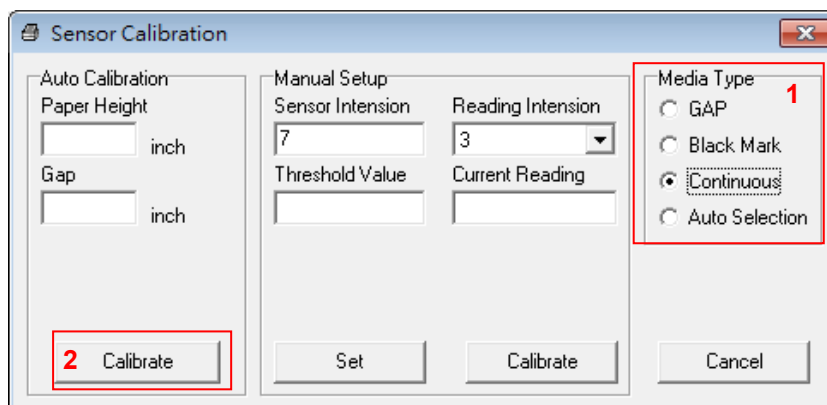 Sensor Calibration
Auto Calibration
Paper Height
inch
Gap
inch
2 Calibrate
Manual Setup
Sensor Intension Reading Intension
7 3
Threshold Value Current Reading
Set Calibrate
Media Type 1
GAP
Black Mark
Continuous
Auto Selection
Cancel